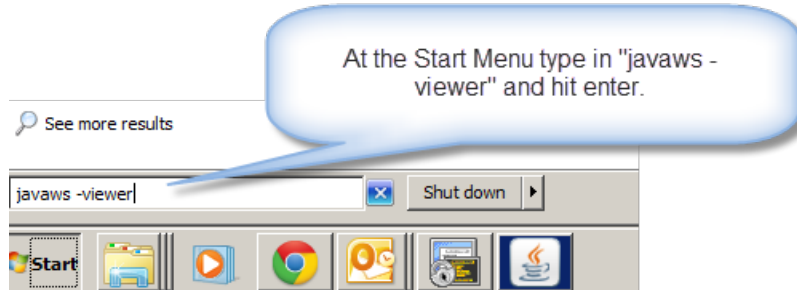 At the Start Menu type in "javaws -
viewer" and hit enter.
See more results
javaws -viewer
Shut down
Start